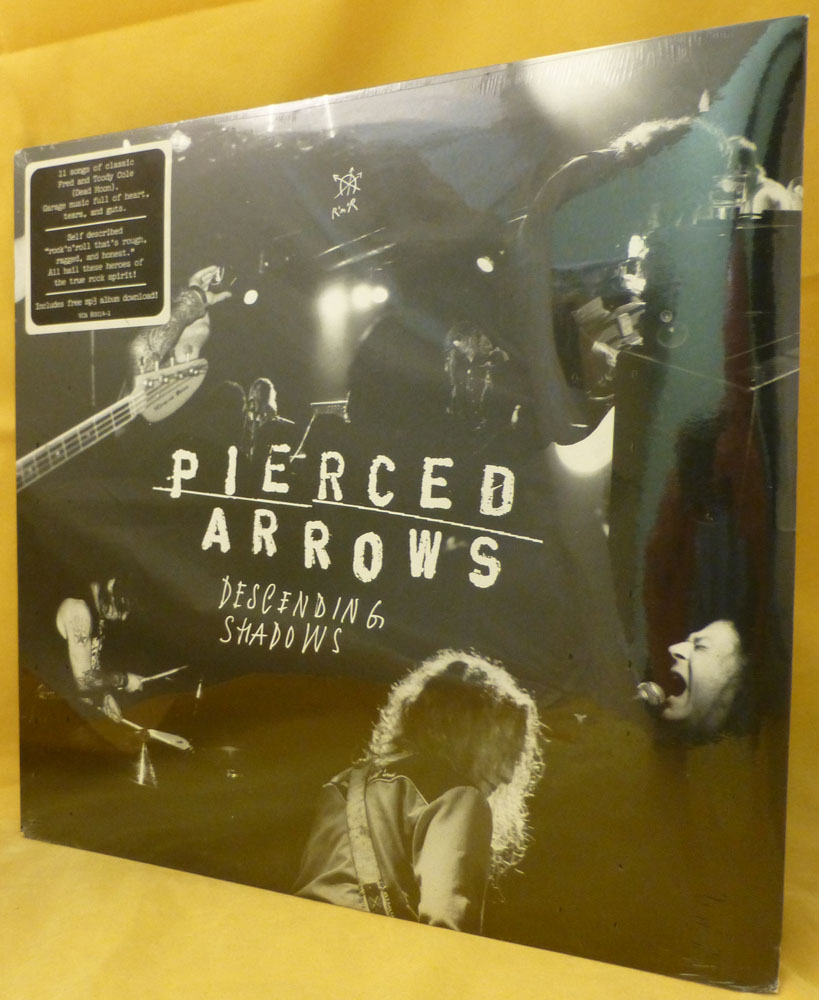 11 songs of classic
Fred and Toody Cole
(Dead Moon).
Garage music full of heart,
tears, and guts.
Self described
"rock'n'roll that's rough,
ragged, and honest."
All hail these heroes of
the true rock spirit!
Includes free mp3 album download!
R'n'R
PIERCED
ARROWS
DESCENDING
SHADOWS